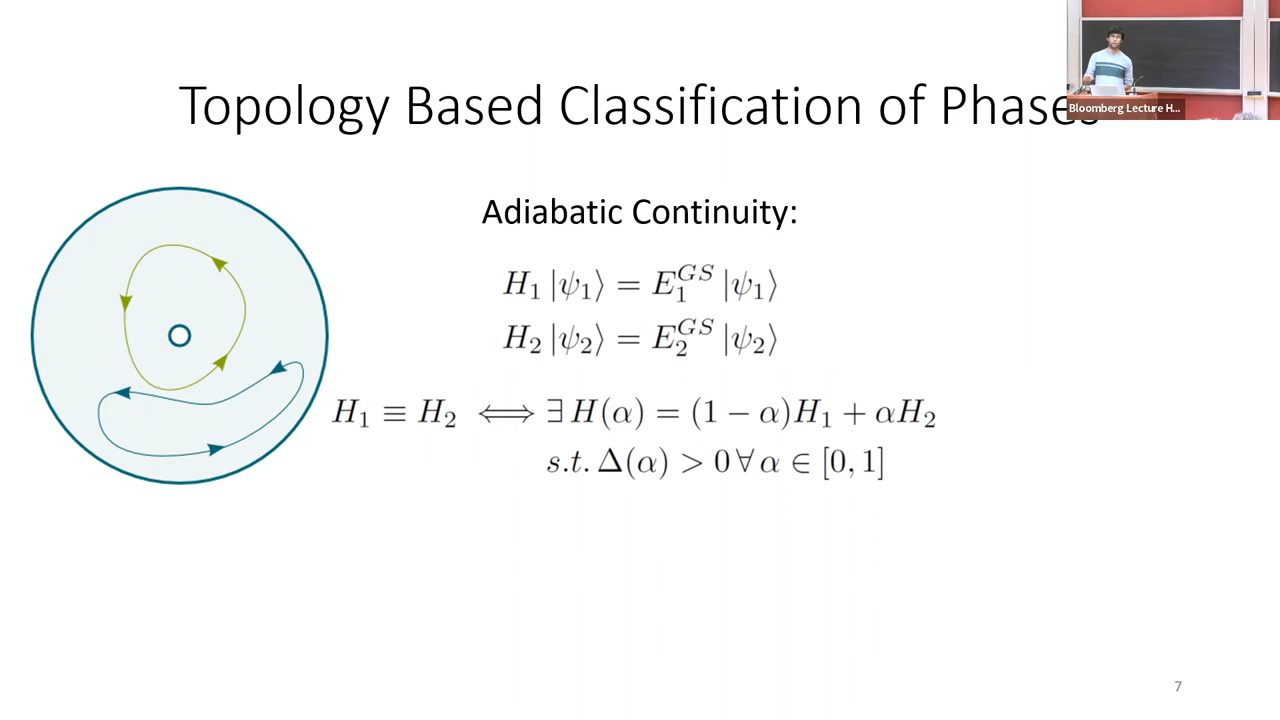 Topology Based Classification of Phases
Bloomberg Lecture H...
Adiabatic Continuity:
H₁ |ψ₁⟩ = E₁^{GS} |ψ₁⟩
H₂ |ψ₂⟩ = E₂^{GS} |ψ₂⟩
H₁ ≡ H₂ ⟺ ∃ H(α) = (1 − α)H₁ + αH₂
s.t. Δ(α) > 0 ∀ α ∈ [0, 1]
7